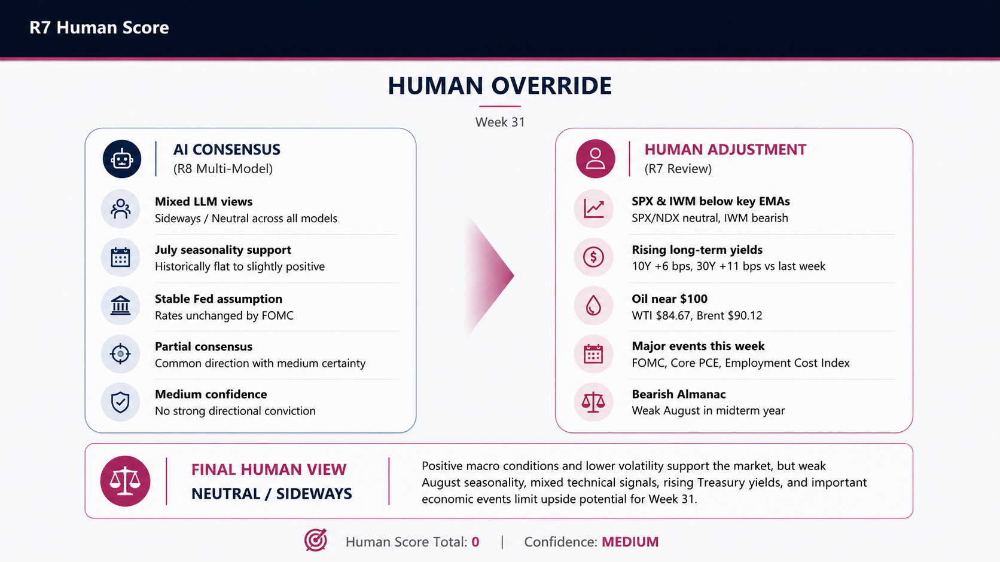 R7 Human Score
HUMAN OVERRIDE
Week 31
AI CONSENSUS
(R8 Multi-Model)
Mixed LLM views
Sideways / Neutral across all models
July seasonality support
Historically flat to slightly positive
Stable Fed assumption
Rates unchanged by FOMC
Partial consensus
Common direction with medium certainty
Medium confidence
No strong directional conviction
HUMAN ADJUSTMENT
(R7 Review)
SPX & IWM below key EMAs
SPX/NDX neutral, IWM bearish
Rising long-term yields
10Y +6 bps, 30Y +11 bps vs last week
Oil near $100
WTI $84.67, Brent $90.12
Major events this week
FOMC, Core PCE, Employment Cost Index
Bearish Almanac
Weak August in midterm year
FINAL HUMAN VIEW
NEUTRAL / SIDEWAYS
Positive macro conditions and lower volatility support the market, but weak
August seasonality, mixed technical signals, rising Treasury yields, and important
economic events limit upside potential for Week 31.
Human Score Total: 0 | Confidence: MEDIUM